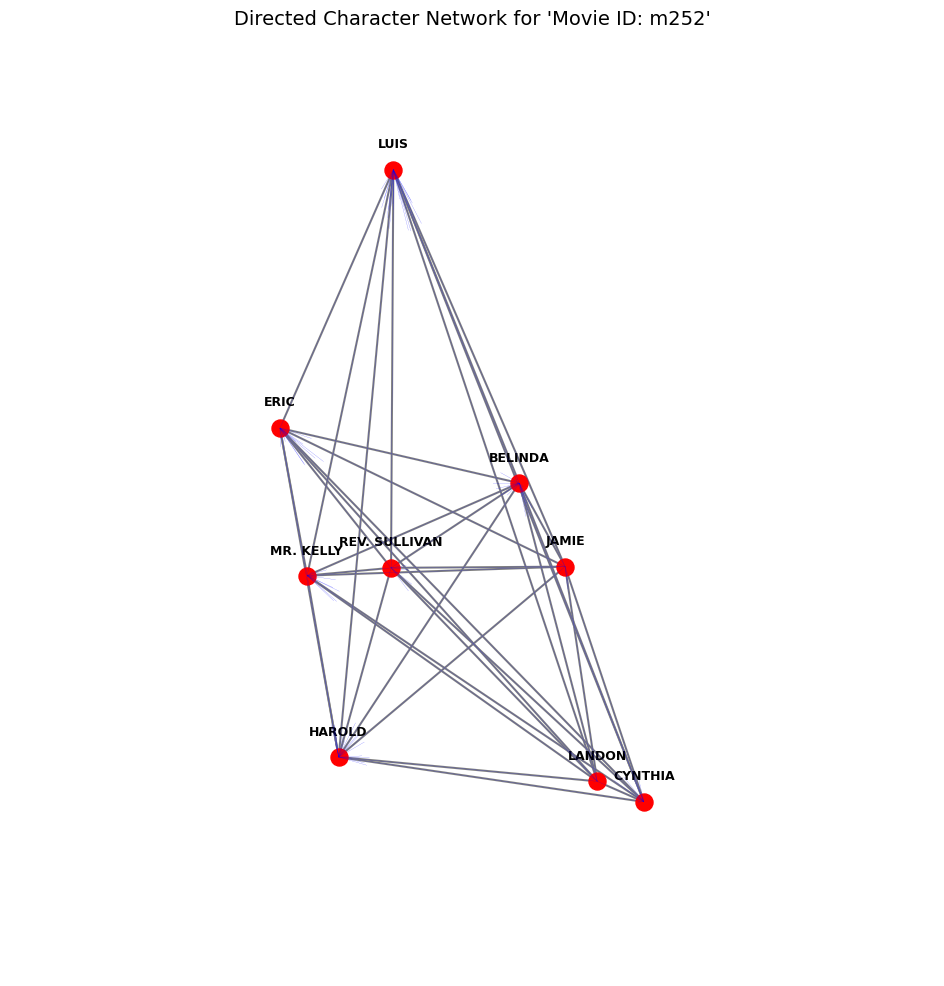 Directed Character Network for 'Movie ID: m252'
LUIS
ERIC
BELINDA
JAMIE
REV. SULLIVAN
MR. KELLY
HAROLD
LANDON
CYNTHIA